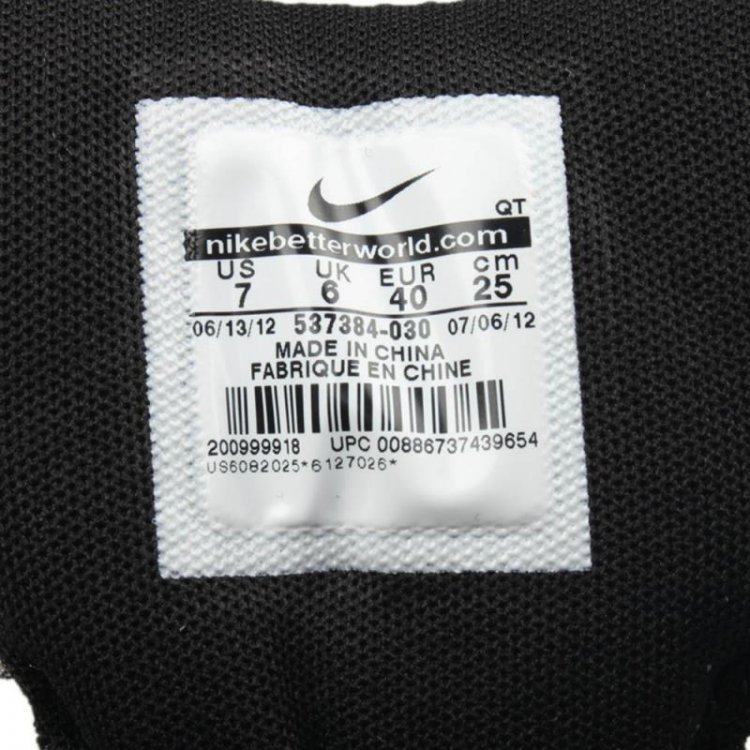 QT
nikebetterworld.com
US UK EUR cm
7 6 40 25
06/13/12 537384-030 07/06/12
MADE IN CHINA
FABRIQUE EN CHINE
200999918 UPC 00886737439654
US6082025*6127026*